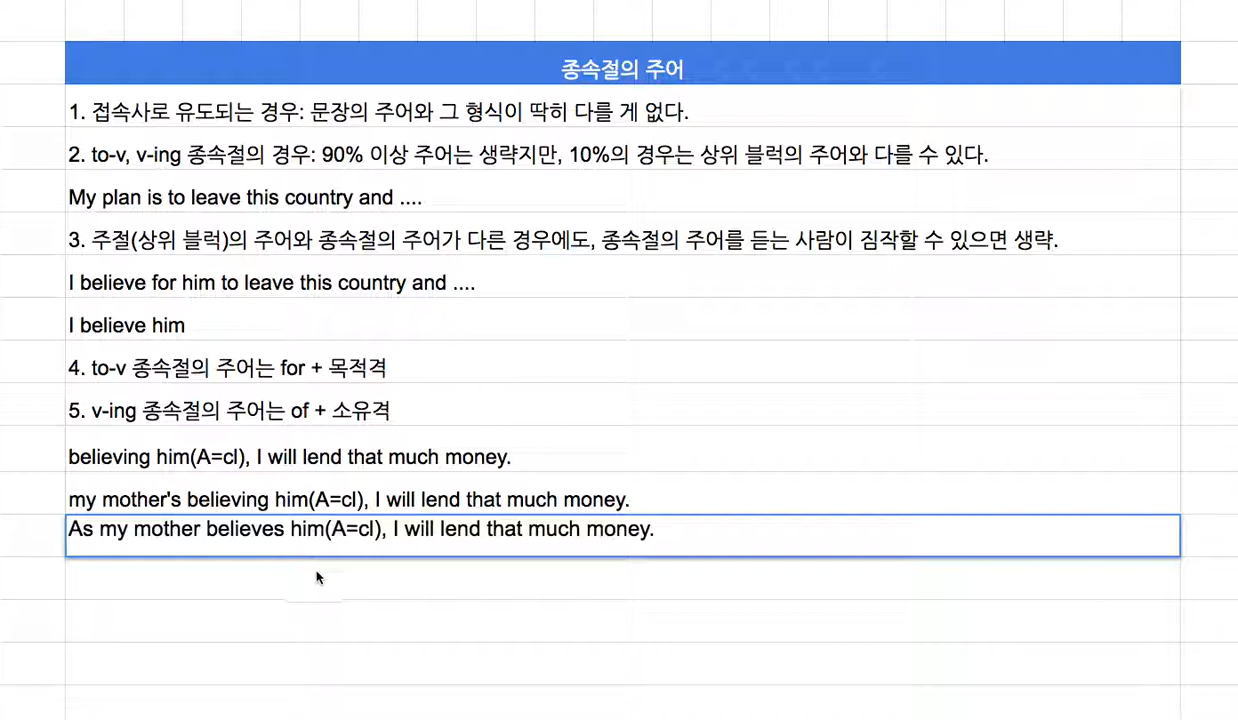 종속절의 주어
1. 접속사로 유도되는 경우: 문장의 주어와 그 형식이 딱히 다를 게 없다.
2. to-v, v-ing 종속절의 경우: 90% 이상 주어는 생략지만, 10%의 경우는 상위 블럭의 주어와 다를 수 있다.
My plan is to leave this country and ....
3. 주절(상위 블럭)의 주어와 종속절의 주어가 다른 경우에도, 종속절의 주어를 듣는 사람이 짐작할 수 있으면 생략.
I believe for him to leave this country and ....
I believe him
4. to-v 종속절의 주어는 for + 목적격
5. v-ing 종속절의 주어는 of + 소유격
believing him(A=cl), I will lend that much money.
my mother's believing him(A=cl), I will lend that much money.
As my mother believes him(A=cl), I will lend that much money.